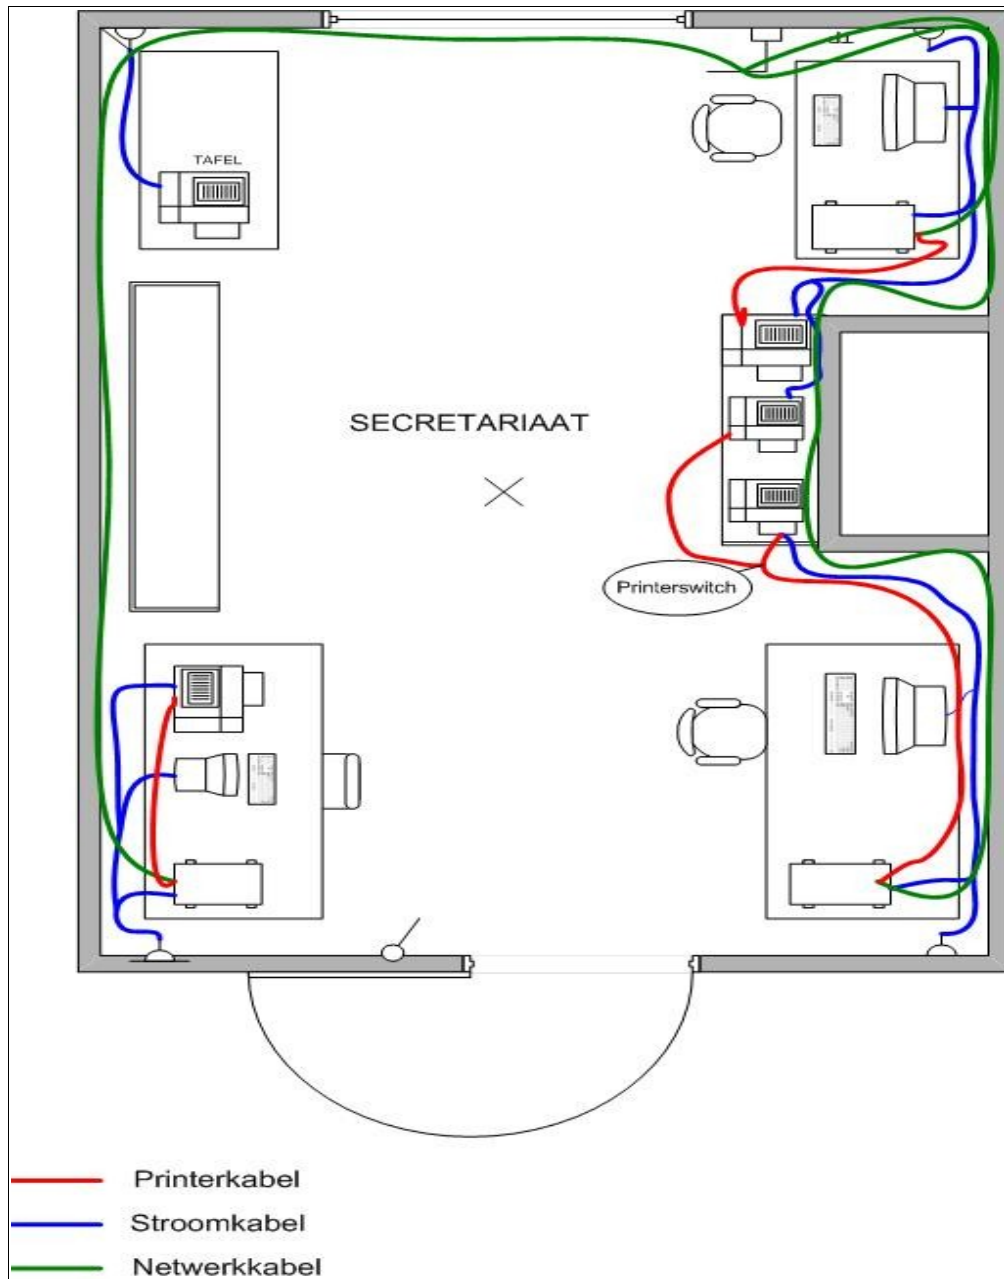 TAFEL
SECRETARIAAT
Printerswitch
Printerkabel
Stroomkabel
Netwerkkabel